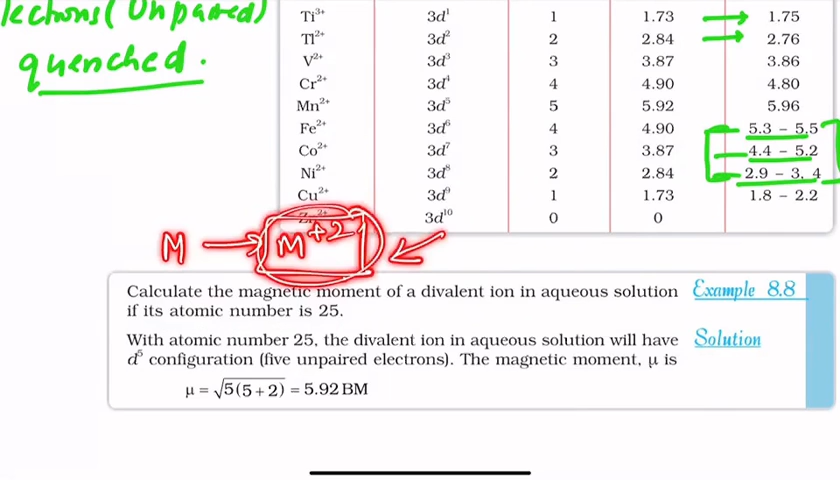 lectrons (Unpaired)
quenched.
Ti³⁺ 3d¹ 1 1.73 → 1.75
Tl²⁺ 3d² 2 2.84 → 2.76
V²⁺ 3d³ 3 3.87 3.86
Cr²⁺ 3d⁴ 4 4.90 4.80
Mn²⁺ 3d⁵ 5 5.92 5.96
Fe²⁺ 3d⁶ 4 4.90 5.3 – 5.5
Co²⁺ 3d⁷ 3 3.87 4.4 – 5.2
Ni²⁺ 3d⁸ 2 2.84 2.9 – 3, 4
Cu²⁺ 3d⁹ 1 1.73 1.8 – 2.2
3d¹⁰ 0 0
M → M⁺²
Calculate the magnetic moment of a divalent ion in aqueous solution
if its atomic number is 25.
Example 8.8
With atomic number 25, the divalent ion in aqueous solution will have
d⁵ configuration (five unpaired electrons). The magnetic moment, μ is
Solution
μ = √5(5 + 2) = 5.92 BM